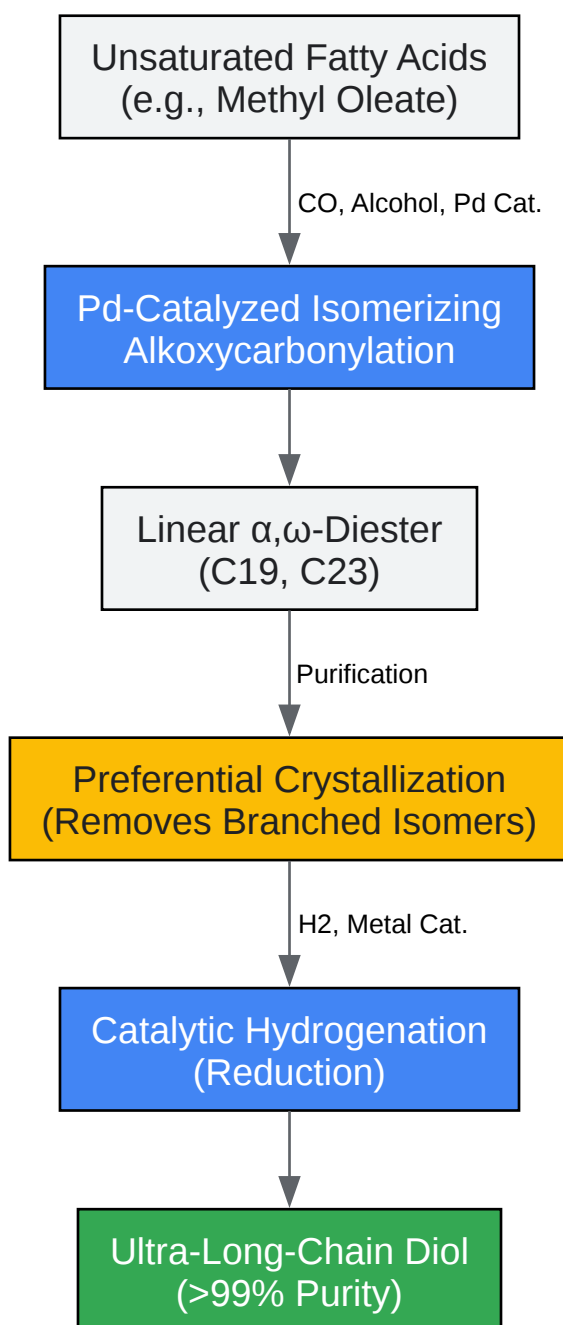 Unsaturated Fatty Acids
(e.g., Methyl Oleate)
CO, Alcohol, Pd Cat.
Pd-Catalyzed Isomerizing
Alkoxycarbonylation
Linear α,ω-Diester
(C19, C23)
Purification
Preferential Crystallization
(Removes Branched Isomers)
H2, Metal Cat.
Catalytic Hydrogenation
(Reduction)
Ultra-Long-Chain Diol
(>99% Purity)